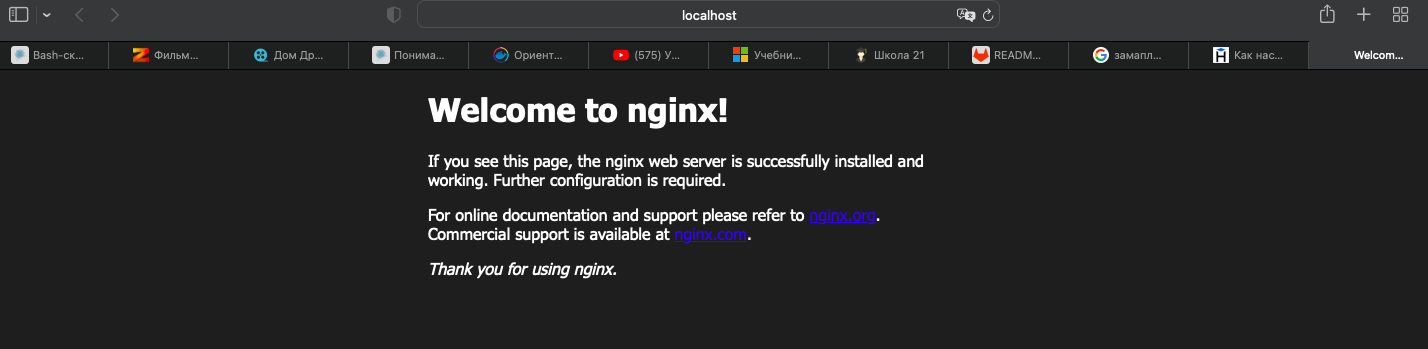 localhost
Bash-ск...
Фильм...
Дом Др...
Понима...
Ориент...
(575) У...
Учебни...
Школа 21
READM...
замапл...
Как нас...
Welcom...
Welcome to nginx!
If you see this page, the nginx web server is successfully installed and
working. Further configuration is required.
For online documentation and support please refer to nginx.org.
Commercial support is available at nginx.com.
Thank you for using nginx.